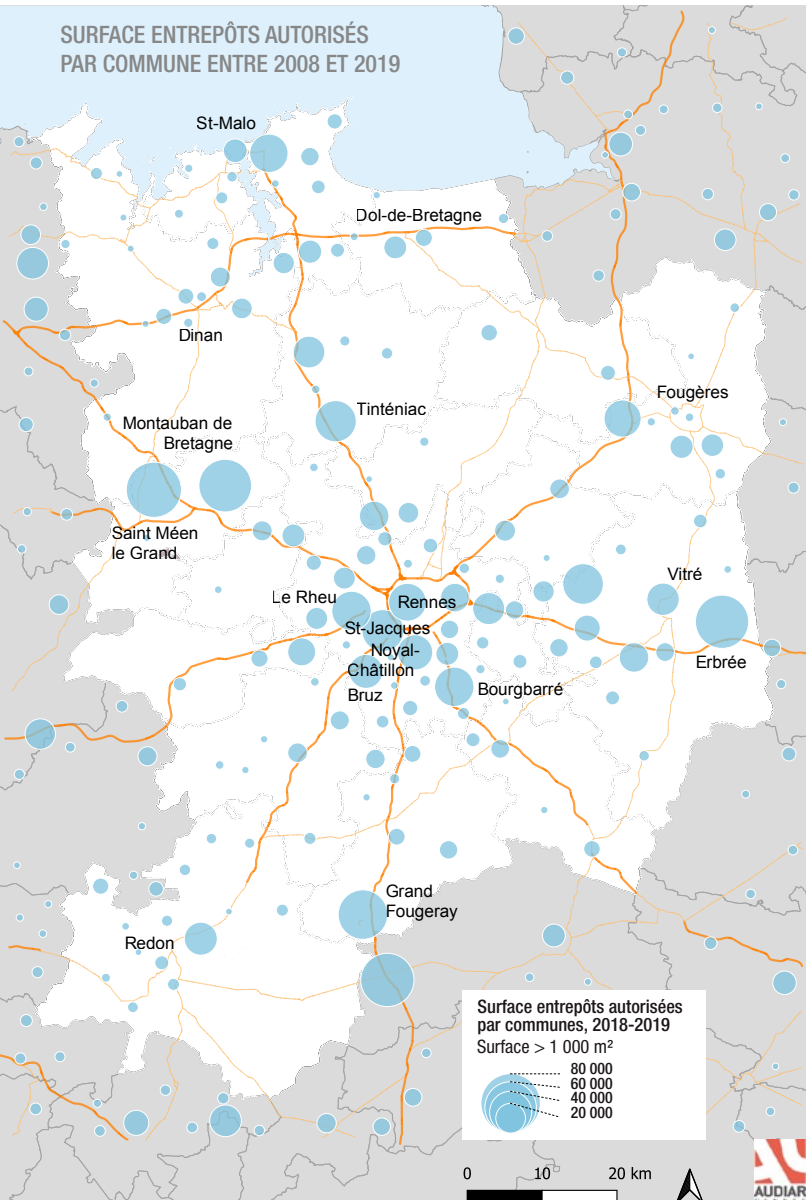 SURFACE ENTREPÔTS AUTORISÉS
PAR COMMUNE ENTRE 2008 ET 2019
St-Malo
Dol-de-Bretagne
Dinan
Fougères
Tinténiac
Montauban de
Bretagne
Saint Méen
le Grand
Vitré
Le Rheu
Rennes
St-Jacques
Noyal-
Châtillon
Erbrée
Bruz
Bourgbarré
Grand
Fougeray
Redon
Surface entrepôts autorisées
par communes, 2018-2019
Surface > 1 000 m²
80 000
60 000
40 000
20 000
0 10 20 km
AUDIAR